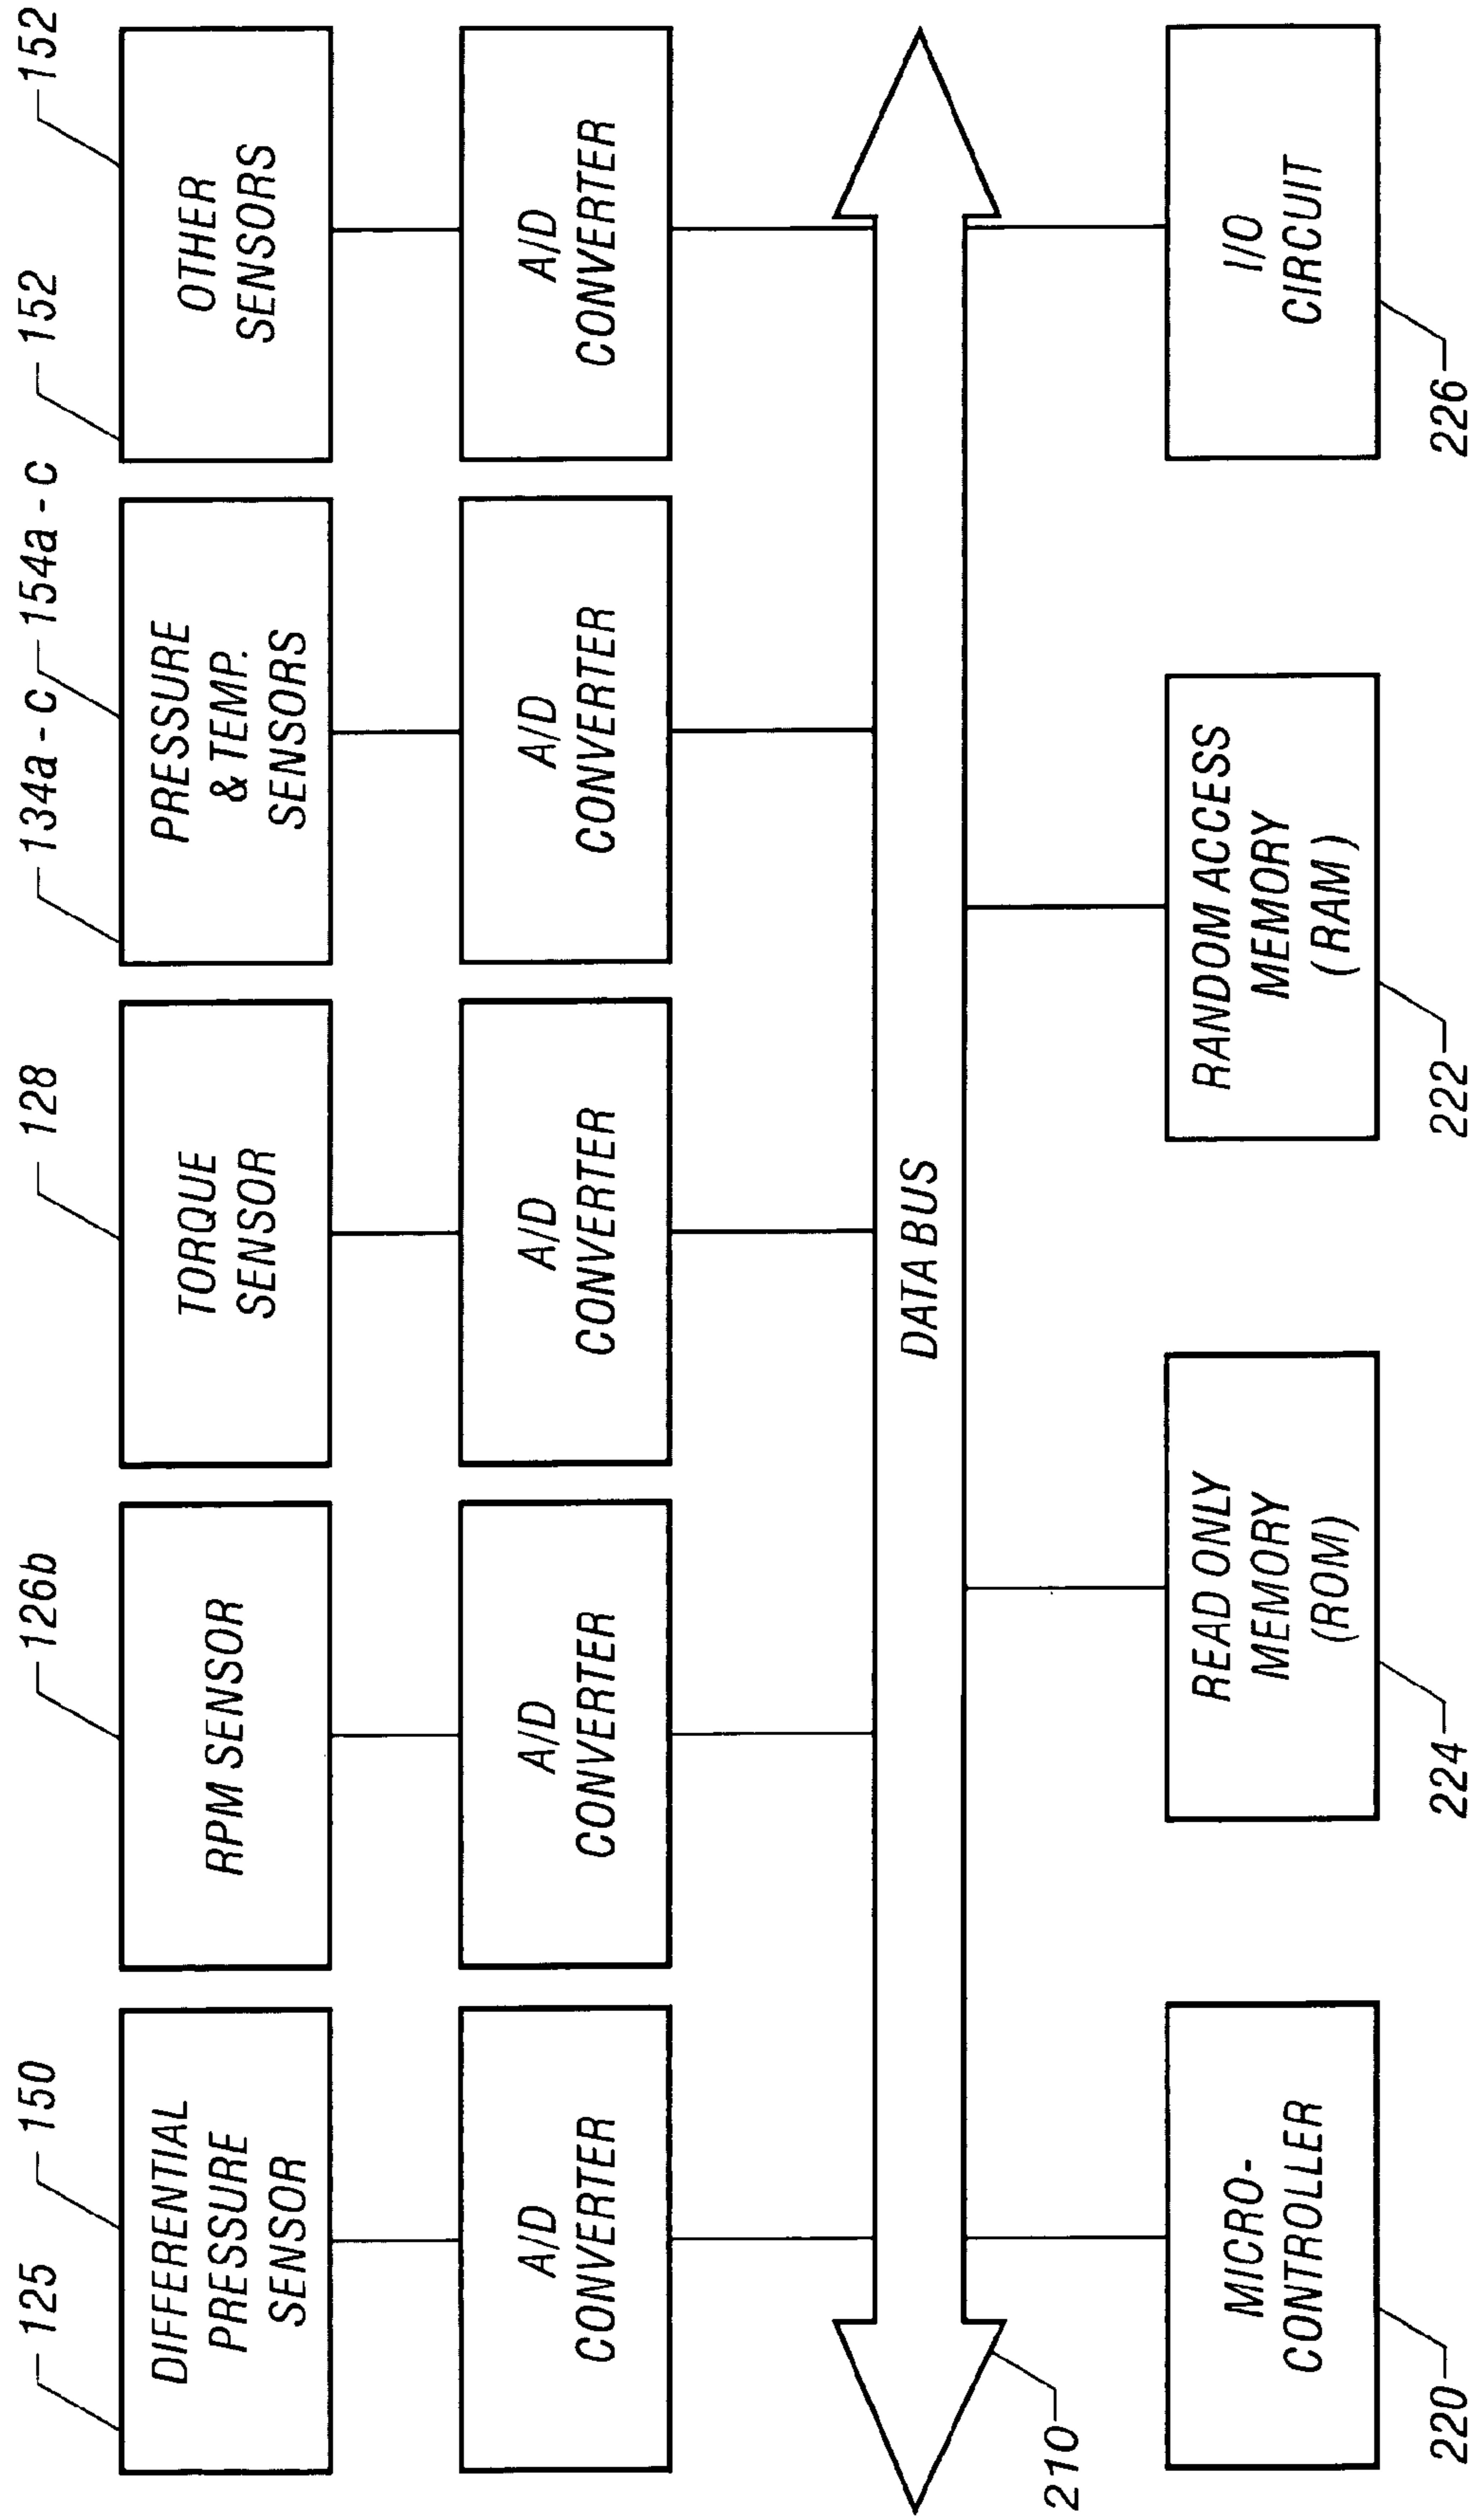 125
150
126b
128
134a-c
154a-c
152
152
DIFFERENTIAL
PRESSURE
SENSOR
RPM SENSOR
TORQUE
SENSOR
PRESSURE
& TEMP.
SENSORS
OTHER
SENSORS
A/D
CONVERTER
A/D
CONVERTER
A/D
CONVERTER
A/D
CONVERTER
A/D
CONVERTER
DATA BUS
210
MICRO-
CONTROLLER
READ ONLY
MEMORY
(ROM)
RANDOM ACCESS
MEMORY
(RAM)
I/O
CIRCUIT
220
224
222
226